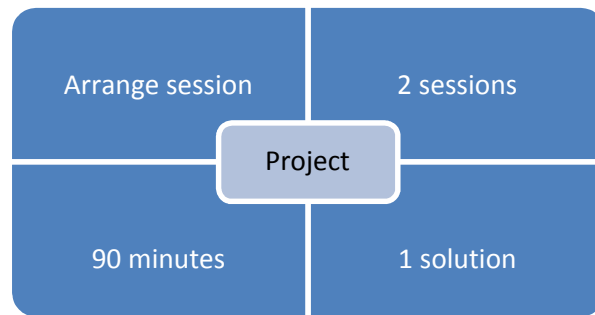 Arrange session
2 sessions
Project
90 minutes
1 solution